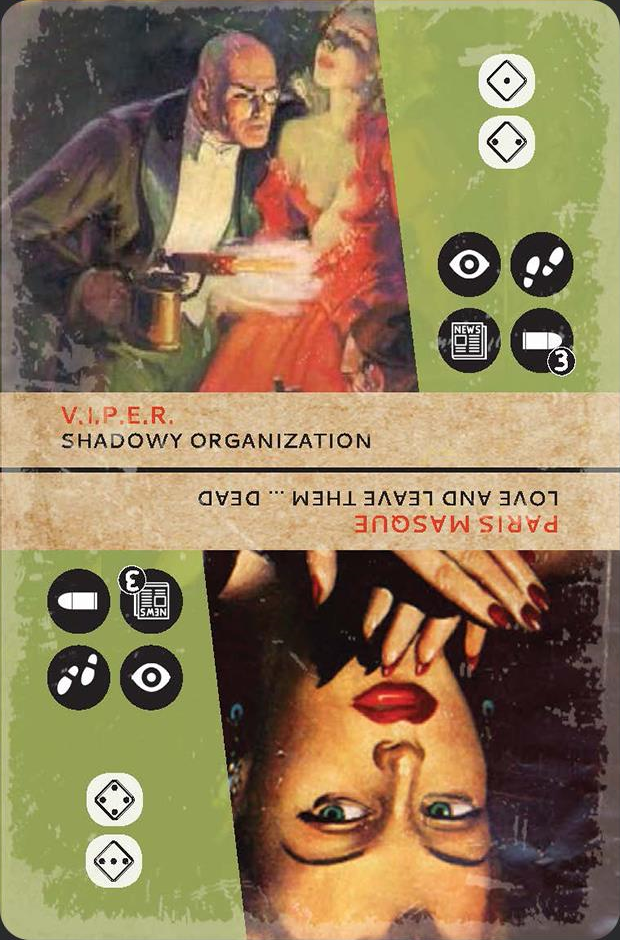 NEWS
3
V.I.P.E.R.
SHADOWY ORGANIZATION
PARIS MASQUE
LOVE AND LEAVE THEM ... DEAD
3
NEWS